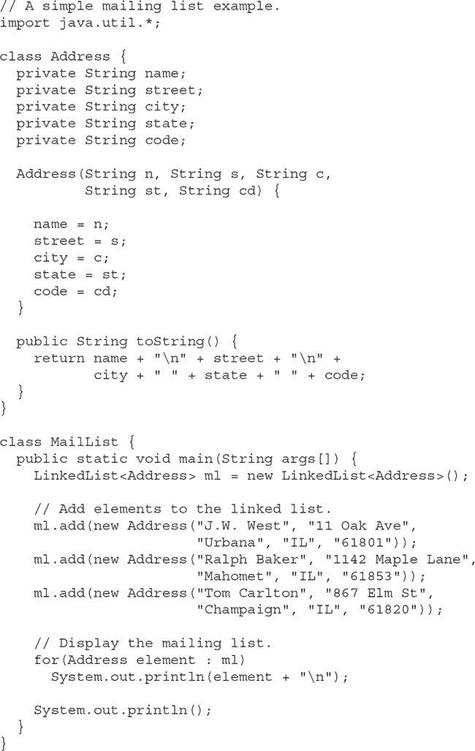 // A simple mailing list example.
import java.util.*;

class Address {
  private String name;
  private String street;
  private String city;
  private String state;
  private String code;

  Address(String n, String s, String c,
          String st, String cd) {

    name = n;
    street = s;
    city = c;
    state = st;
    code = cd;
  }

  public String toString() {
    return name + "\n" + street + "\n" +
           city + " " + state + " " + code;
  }
}

class MailList {
  public static void main(String args[]) {
    LinkedList<Address> ml = new LinkedList<Address>();

    // Add elements to the linked list.
    ml.add(new Address("J.W. West", "11 Oak Ave",
                       "Urbana", "IL", "61801"));
    ml.add(new Address("Ralph Baker", "1142 Maple Lane",
                       "Mahomet", "IL", "61853"));
    ml.add(new Address("Tom Carlton", "867 Elm St",
                       "Champaign", "IL", "61820"));

    // Display the mailing list.
    for(Address element : ml)
      System.out.println(element + "\n");

    System.out.println();
  }
}